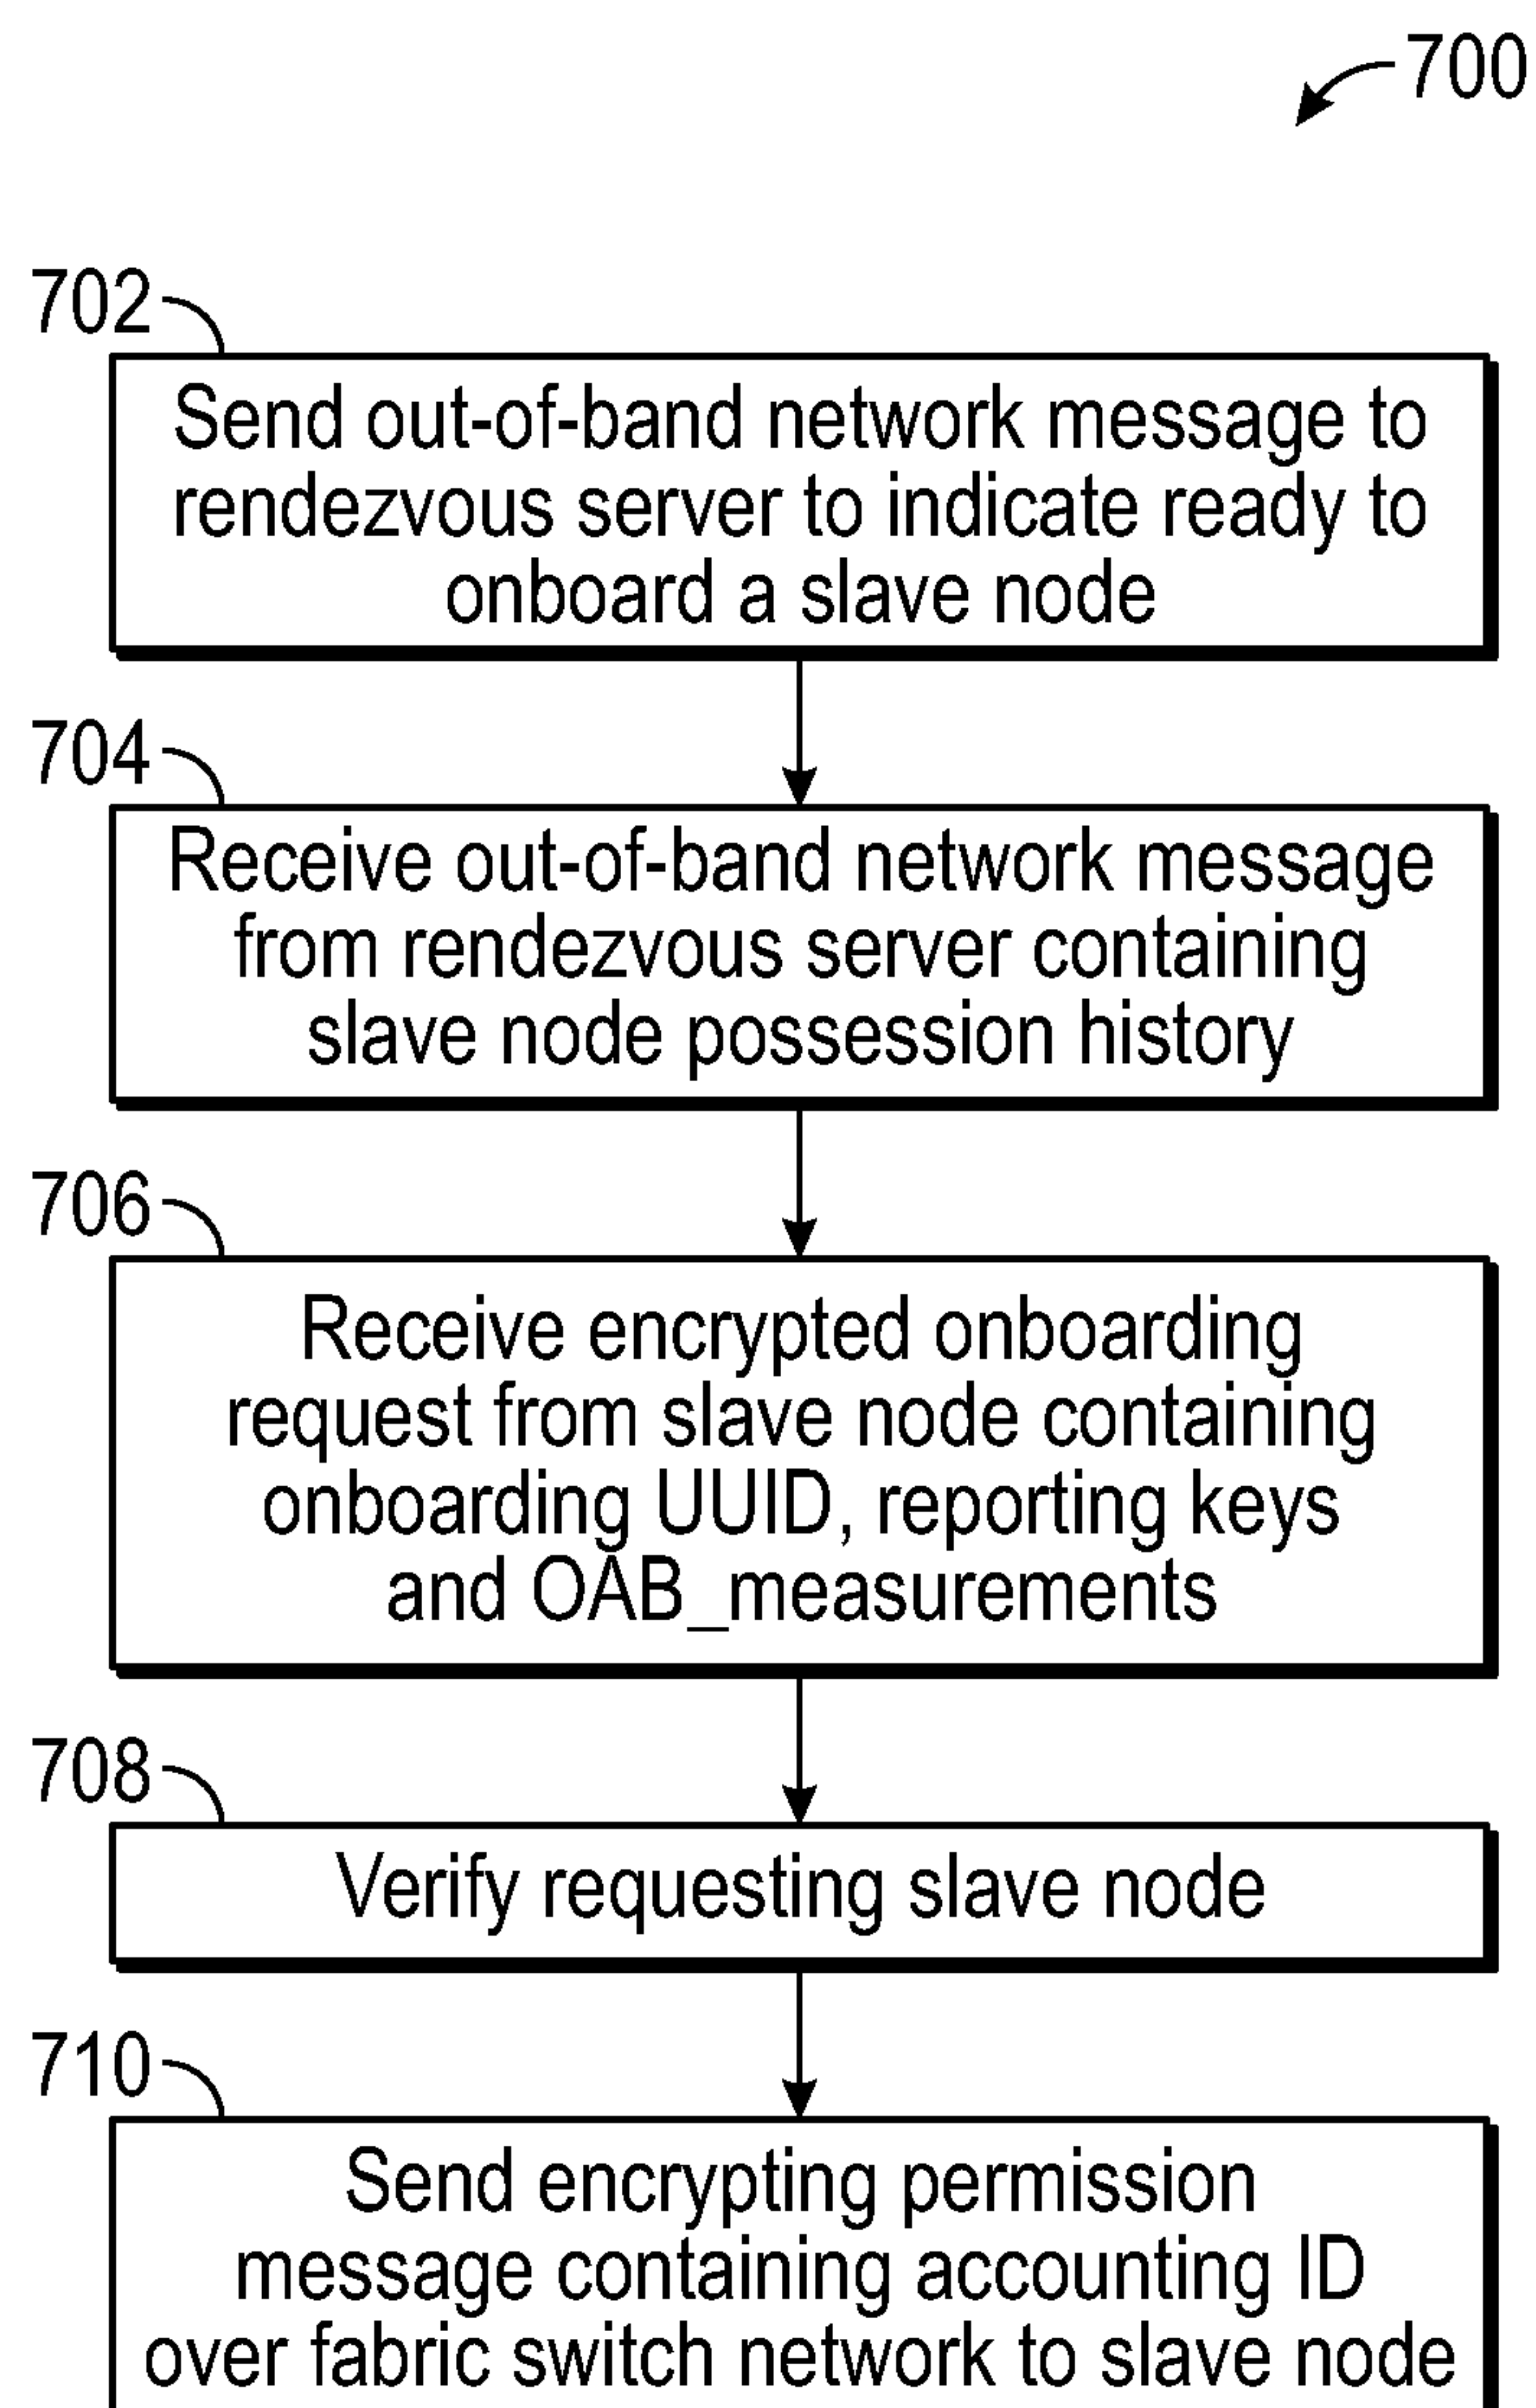 700
702
Send out-of-band network message to
rendezvous server to indicate ready to
onboard a slave node
704
Receive out-of-band network message
from rendezvous server containing
slave node possession history
706
Receive encrypted onboarding
request from slave node containing
onboarding UUID, reporting keys
and OAB_measurements
708
Verify requesting slave node
710
Send encrypting permission
message containing accounting ID
over fabric switch network to slave node